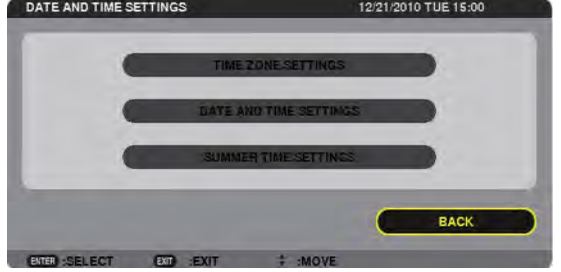 DATE AND TIME SETTINGS 12/21/2010 TUE 15:00
TIME ZONE SETTINGS
DATE AND TIME SETTINGS
SUMMER TIME SETTINGS
BACK
ENTER :SELECT EXIT :EXIT :MOVE